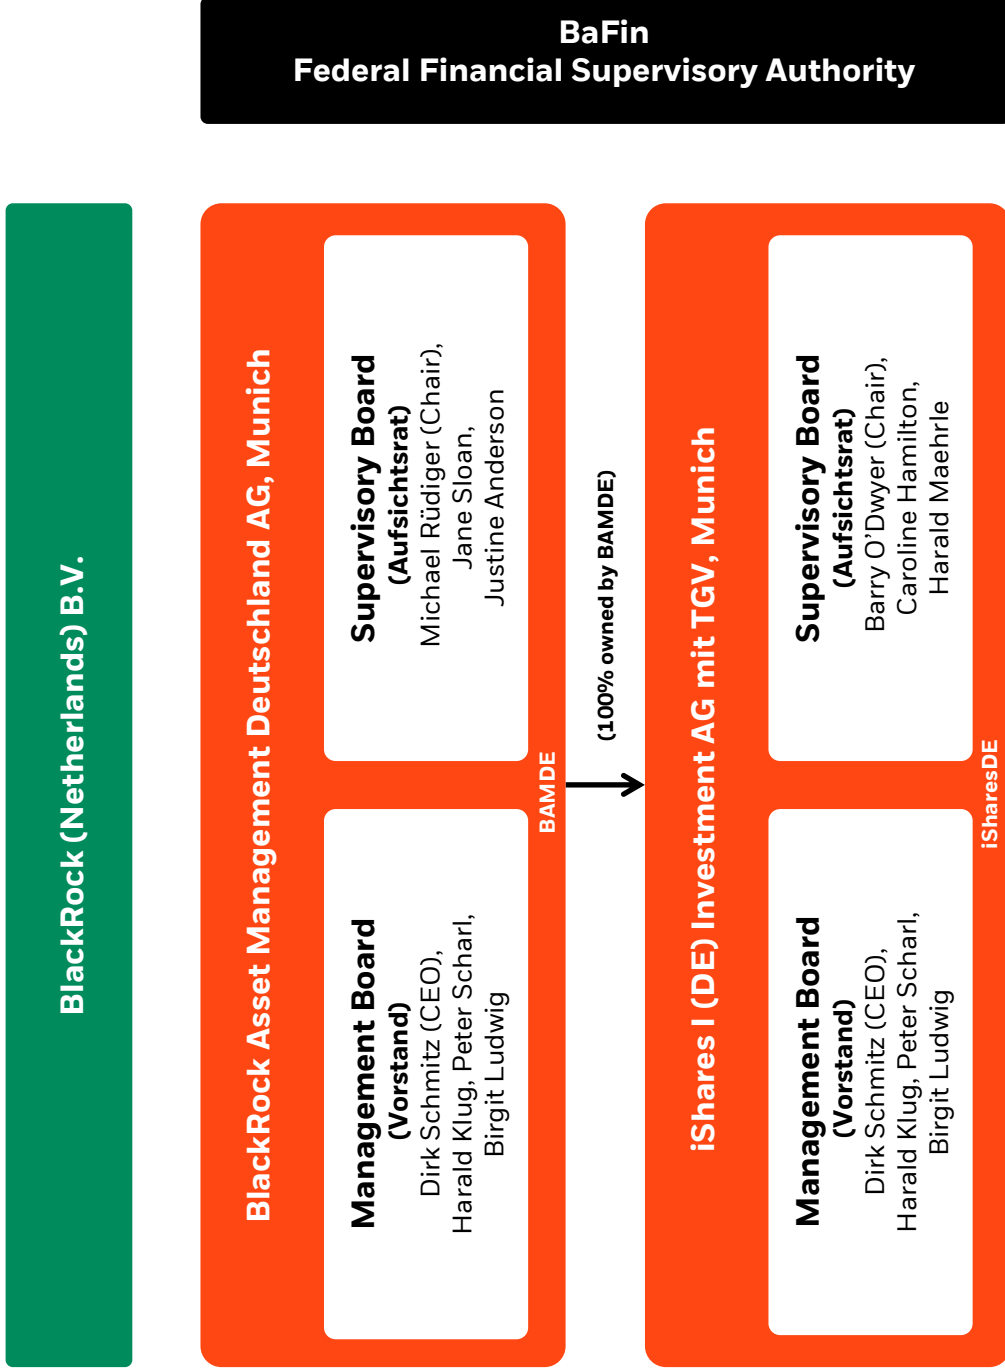 BaFin
Federal Financial Supervisory Authority
BlackRock (Netherlands) B.V.
BlackRock Asset Management Deutschland AG, Munich
Management Board
(Vorstand)
Dirk Schmitz (CEO),
Harald Klug, Peter Scharl,
Birgit Ludwig
Supervisory Board
(Aufsichtsrat)
Michael Rüdiger (Chair),
Jane Sloan,
Justine Anderson
BAMDE
(100% owned by BAMDE)
iShares I (DE) Investment AG mit TGV, Munich
Management Board
(Vorstand)
Dirk Schmitz (CEO),
Harald Klug, Peter Scharl,
Birgit Ludwig
Supervisory Board
(Aufsichtsrat)
Barry O’Dwyer (Chair),
Caroline Hamilton,
Harald Maehrle
iSharesDE